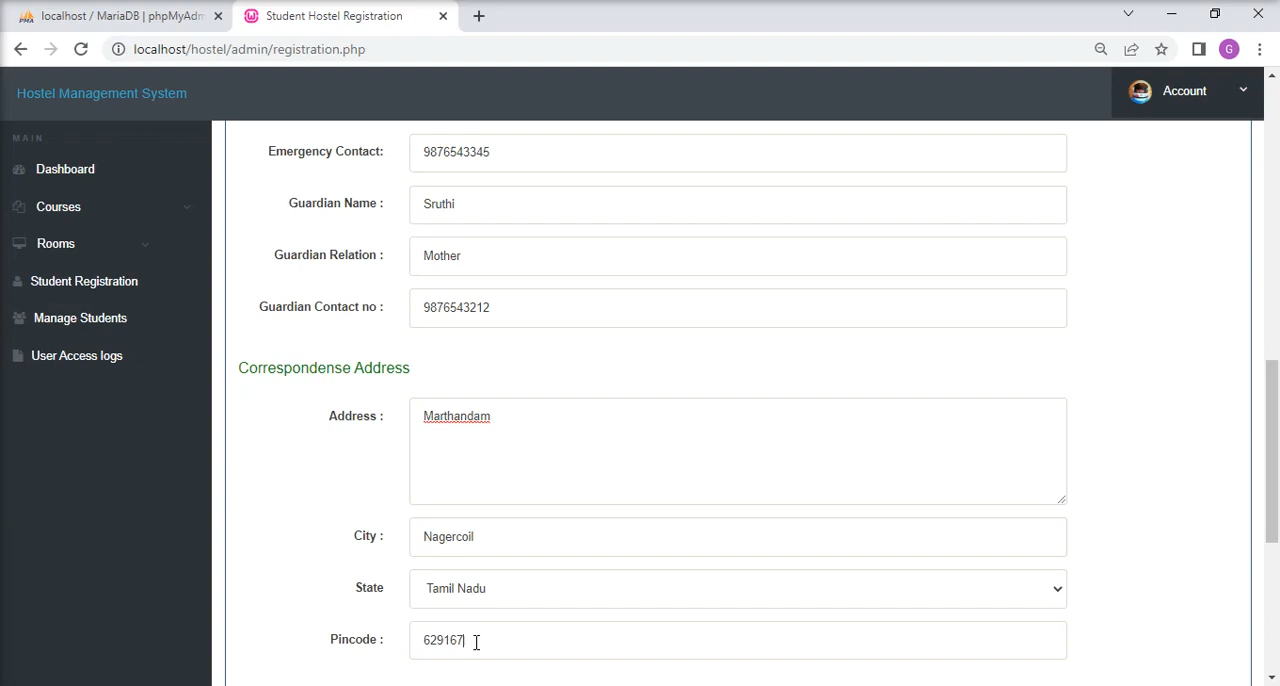 localhost / MariaDB | phpMyAdm
Student Hostel Registration
localhost/hostel/admin/registration.php
G
Hostel Management System
Account
MAIN
Dashboard
Courses
Rooms
Student Registration
Manage Students
User Access logs
Emergency Contact: 9876543345
Guardian Name : Sruthi
Guardian Relation : Mother
Guardian Contact no : 9876543212
Correspondense Address
Address : Marthandam
City : Nagercoil
State Tamil Nadu
Pincode : 629167